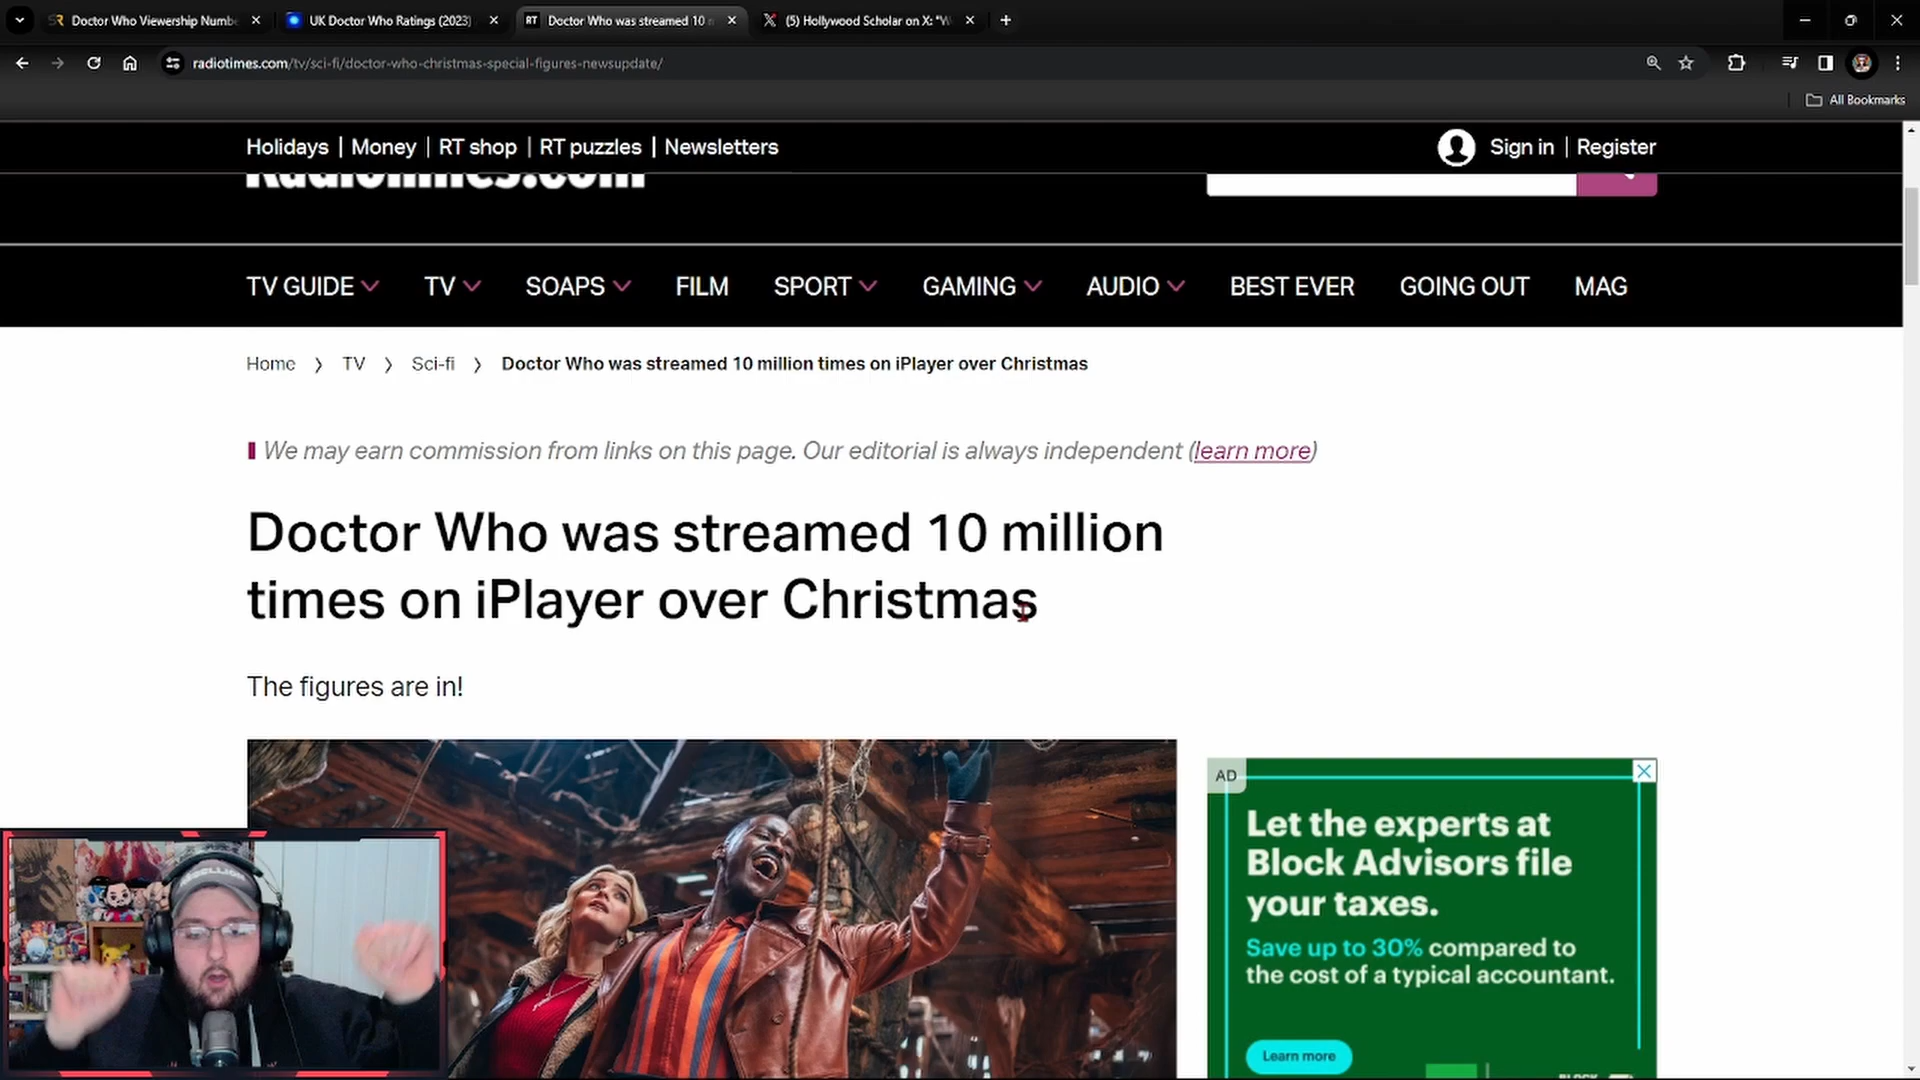 Doctor Who Viewership Numbe
UK Doctor Who Ratings (2023)
RT Doctor Who was streamed 10
(5) Hollywood Scholar on X: "W
radiotimes.com/tv/sci-fi/doctor-who-christmas-special-figures-newsupdate/
All Bookmarks
Holidays | Money | RT shop | RT puzzles | Newsletters
Sign in | Register
RadioTimes.com
TV GUIDE TV SOAPS FILM SPORT GAMING AUDIO BEST EVER GOING OUT MAG
Home > TV > Sci-fi > Doctor Who was streamed 10 million times on iPlayer over Christmas
We may earn commission from links on this page. Our editorial is always independent (learn more)
Doctor Who was streamed 10 million
times on iPlayer over Christmas
The figures are in!
AD
Let the experts at
Block Advisors file
your taxes.
Save up to 30% compared to
the cost of a typical accountant.
Learn more
REBELLION